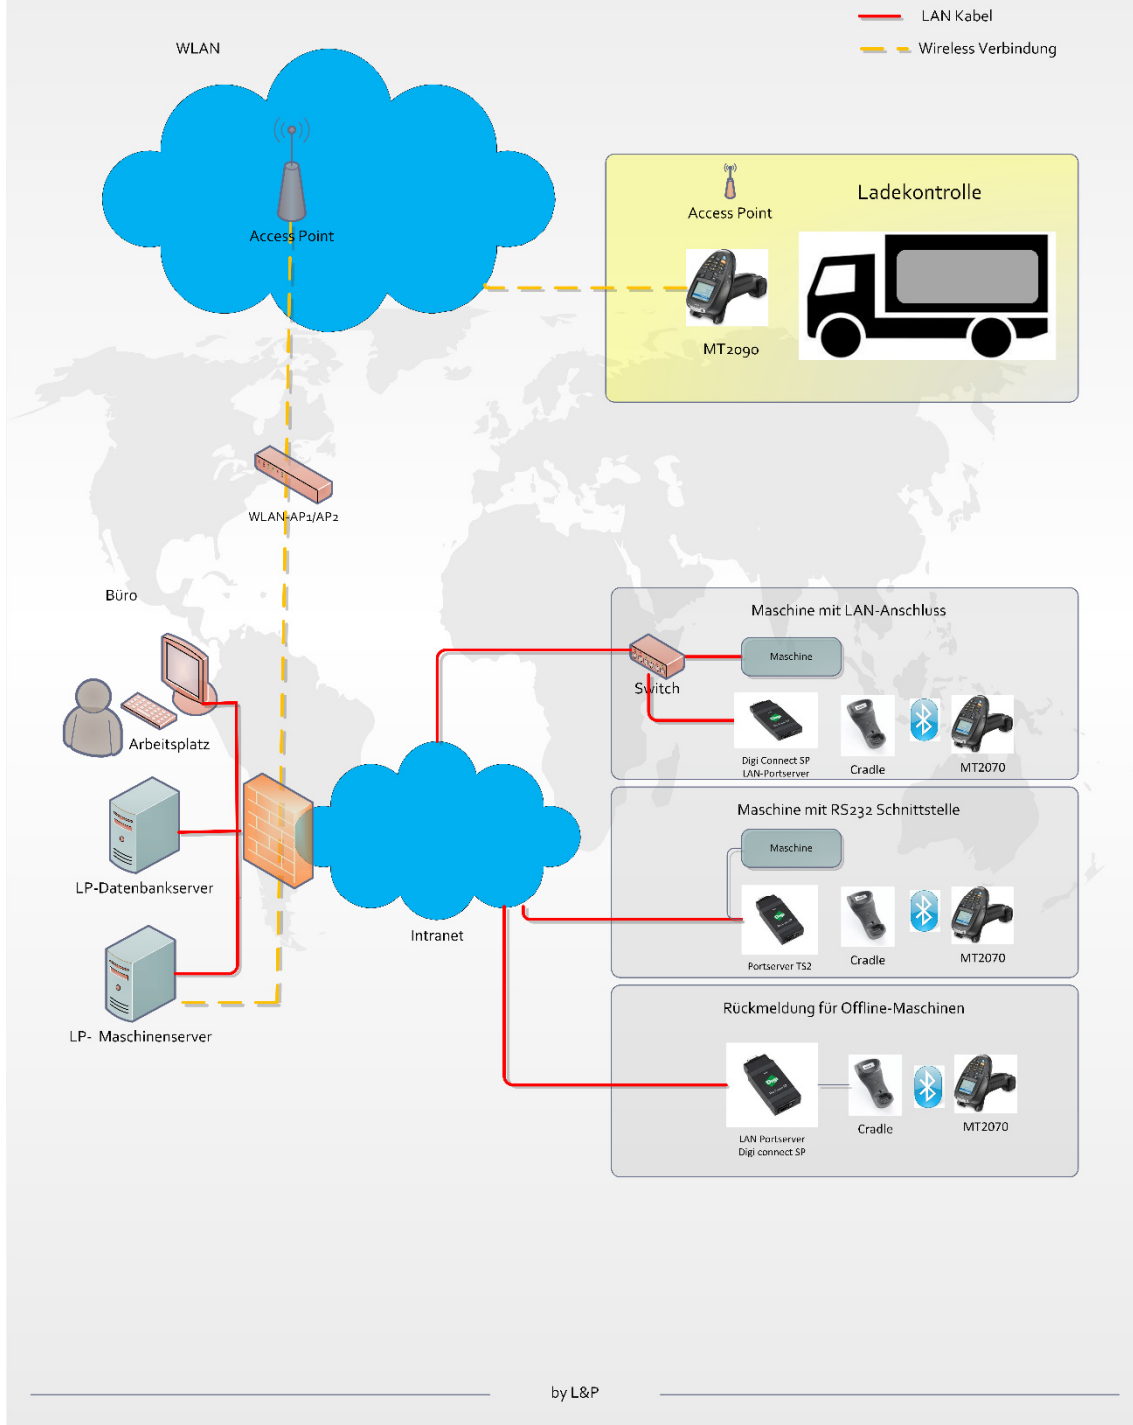 LAN Kabel
Wireless Verbindung
WLAN
Access Point
Access Point
Ladekontrolle
MT2090
WLAN-AP1/AP2
Büro
Arbeitsplatz
LP-Datenbankserver
LP- Maschinenserver
Intranet
Maschine mit LAN-Anschluss
Maschine
Switch
Digi Connect SP
LAN-Portserver
Cradle
MT2070
Maschine mit RS232 Schnittstelle
Maschine
Portserver TS2
Cradle
MT2070
Rückmeldung für Offline-Maschinen
Digi
LAN Portserver
Digi connect SP
Cradle
MT2070
by L&P